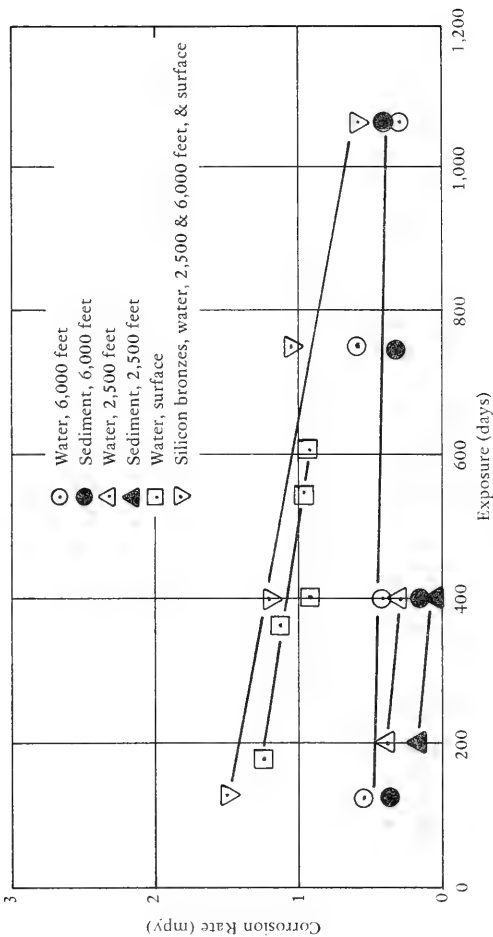 Water, 6,000 feet
Sediment, 6,000 feet
Water, 2,500 feet
Sediment, 2,500 feet
Water, surface
Silicon bronzes, water, 2,500 & 6,000 feet, & surface
3
2
1
0
Corrosion Rate (mpy)
0
200
400
600
800
1,000
1,200
Exposure (days)